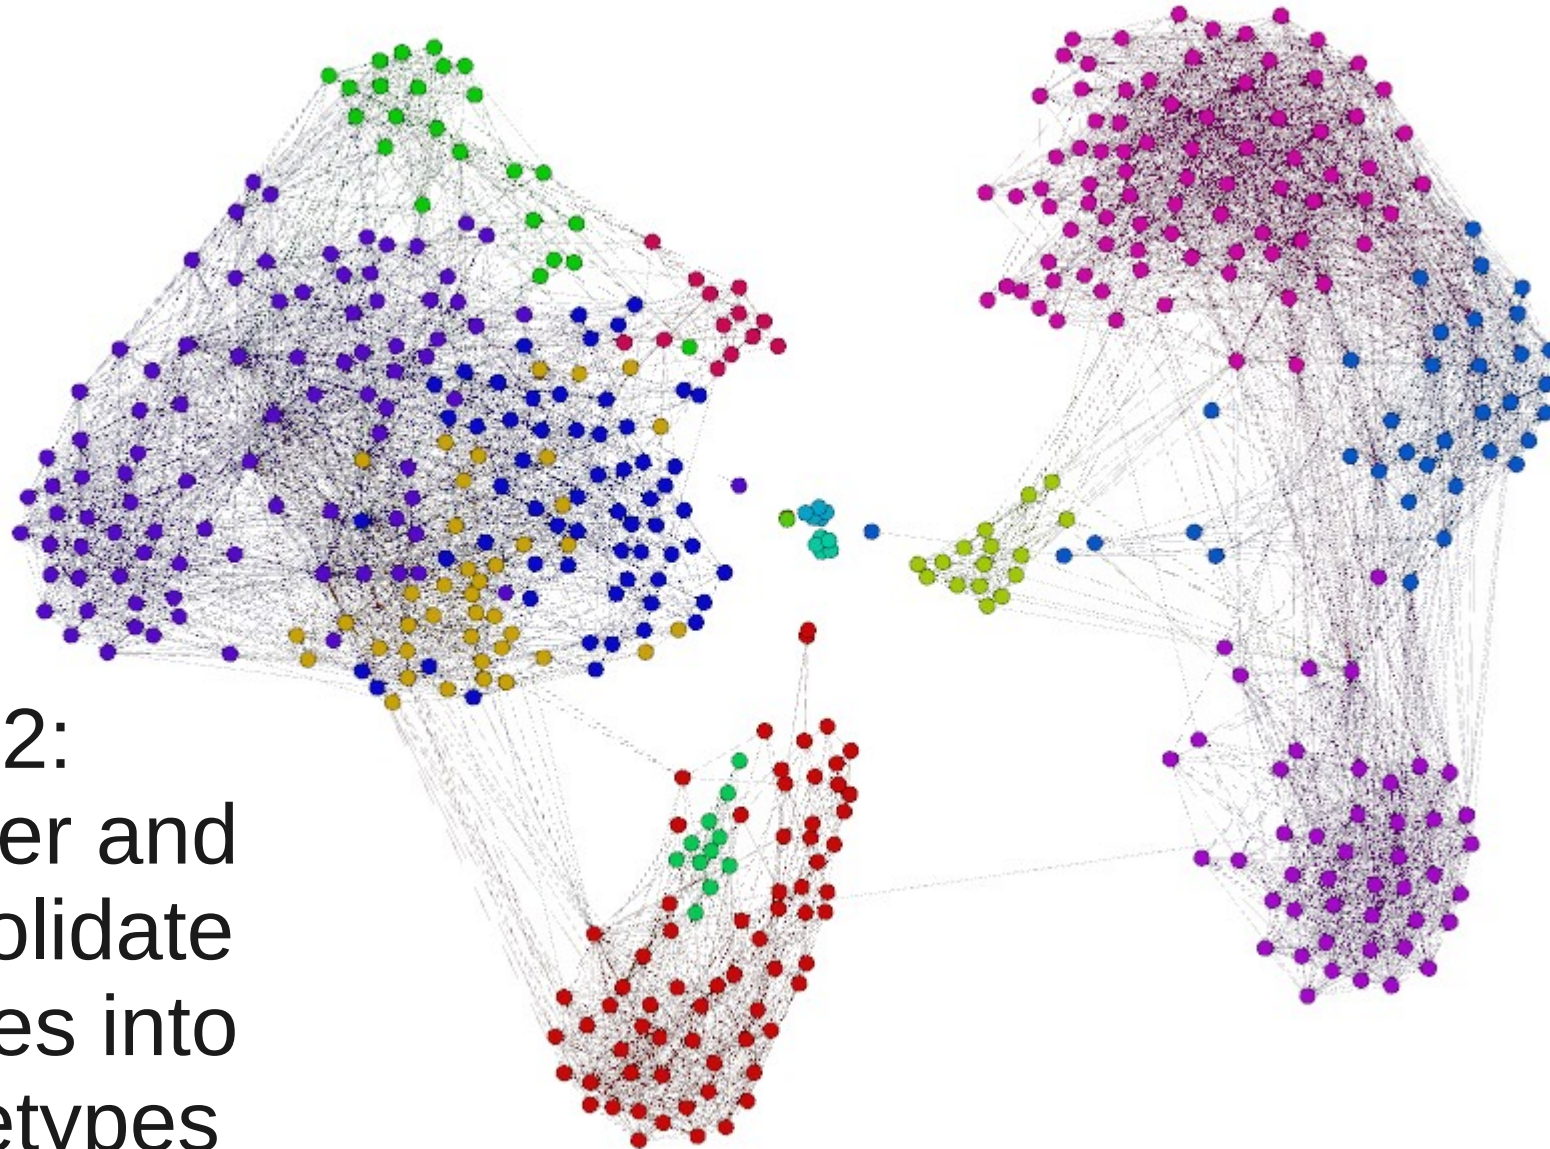 2:
er and
olidate
es into
etypes